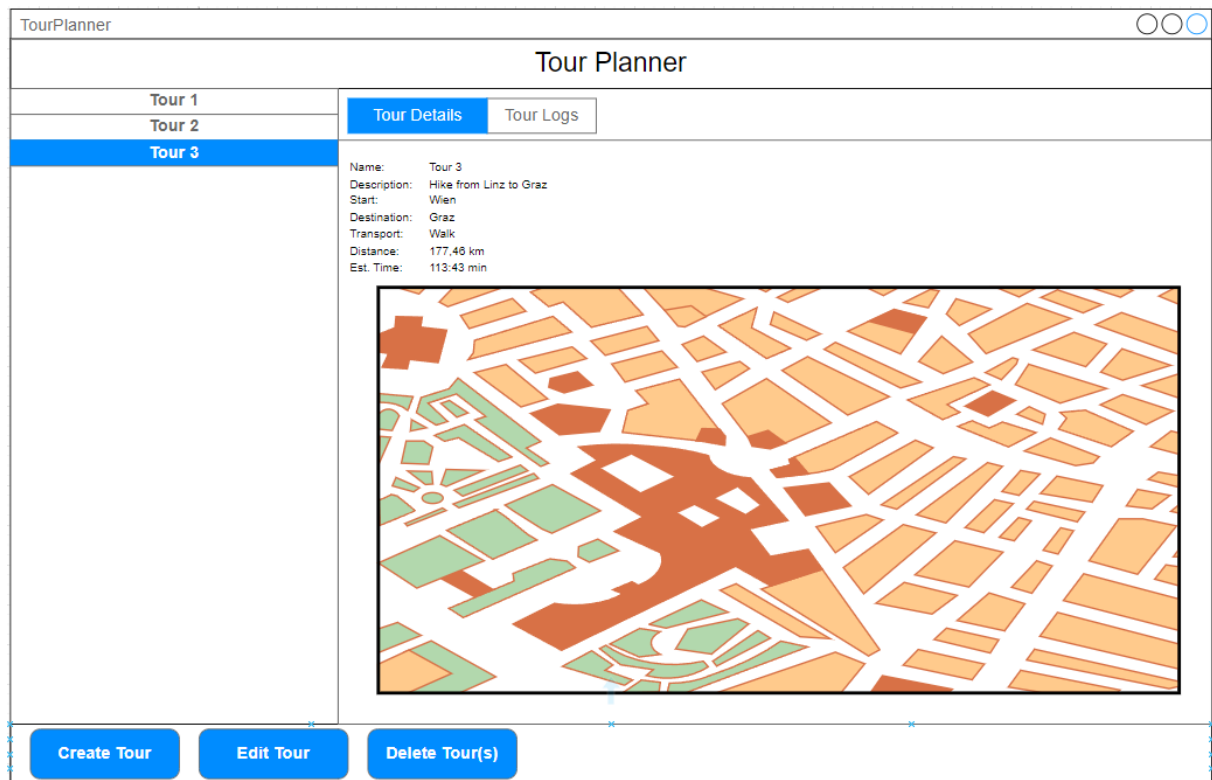 TourPlanner
Tour Planner
Tour 1
Tour 2
Tour 3
Tour Details
Tour Logs
Name: Tour 3
Description: Hike from Linz to Graz
Start: Wien
Destination: Graz
Transport: Walk
Distance: 177,46 km
Est. Time: 113:43 min
Create Tour
Edit Tour
Delete Tour(s)